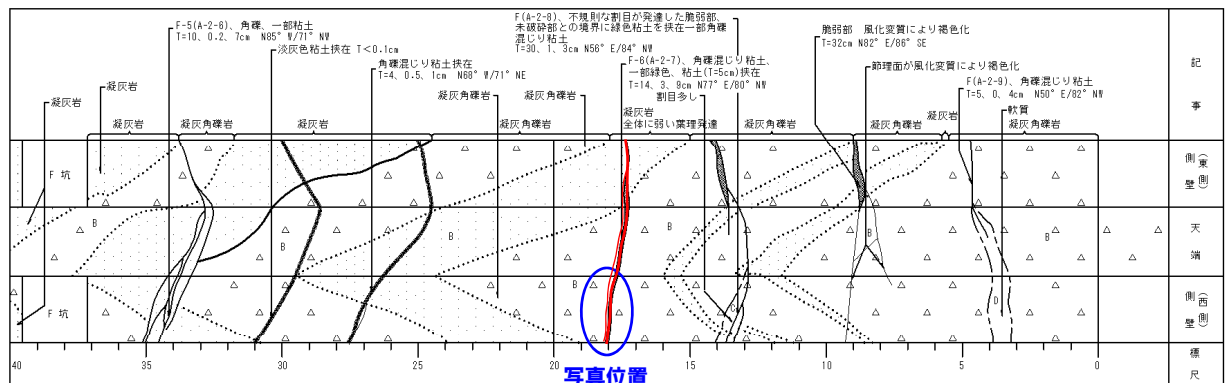 F-5(A-2-6)、角礫、一部粘土
T=10、0.2、7cm N85°W/71°NW
淡灰色粘土挟在 T＜0.1cm
角礫混じり粘土挟在
T=4、0.5、1cm N60°W/71°NE
F(A-2-8)、不規則な割目が発達した脆弱部、
未破砕部との境界に緑色粘土を挟在一部角礫
混じり粘土
T=30、1、3cm N56°E/84°NW
F-6(A-2-7)、角礫混じり粘土、
一部緑色、粘土(T=5cm)挟在
T=14、3、9cm N77°E/80°NW
割目多し
脆弱部 風化変質により褐色化
T=32cm N82°E/86°SE
節理面が風化変質により褐色化
F(A-2-9)、角礫混じり粘土
T=5、0、4cm N50°E/82°NW
軟質
凝灰岩
凝灰岩
凝灰岩
凝灰角礫岩
凝灰岩
凝灰角礫岩
凝灰角礫岩
凝灰角礫岩
凝灰岩
全体に弱い葉理発達
凝灰角礫岩
凝灰角礫岩
凝灰岩
凝灰角礫岩
記事
F坑
側壁(東側)
B
B
B
B
B
B
天端
F坑
B
C
D
側壁(西側)
40 35 30 25 20 15 10 5 0
標尺
写真位置